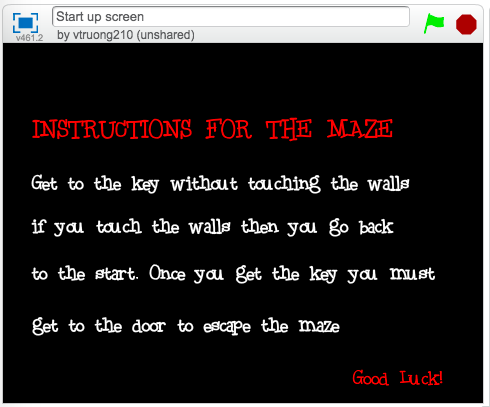 Start up screen
v461.2
by vtruong210 (unshared)
INSTRUCTIONS FOR THE MAZE
Get to the key without touching the walls
if you touch the walls then you go back
to the start. Once you get the key you must
get to the door to escape the maze
Good Luck!